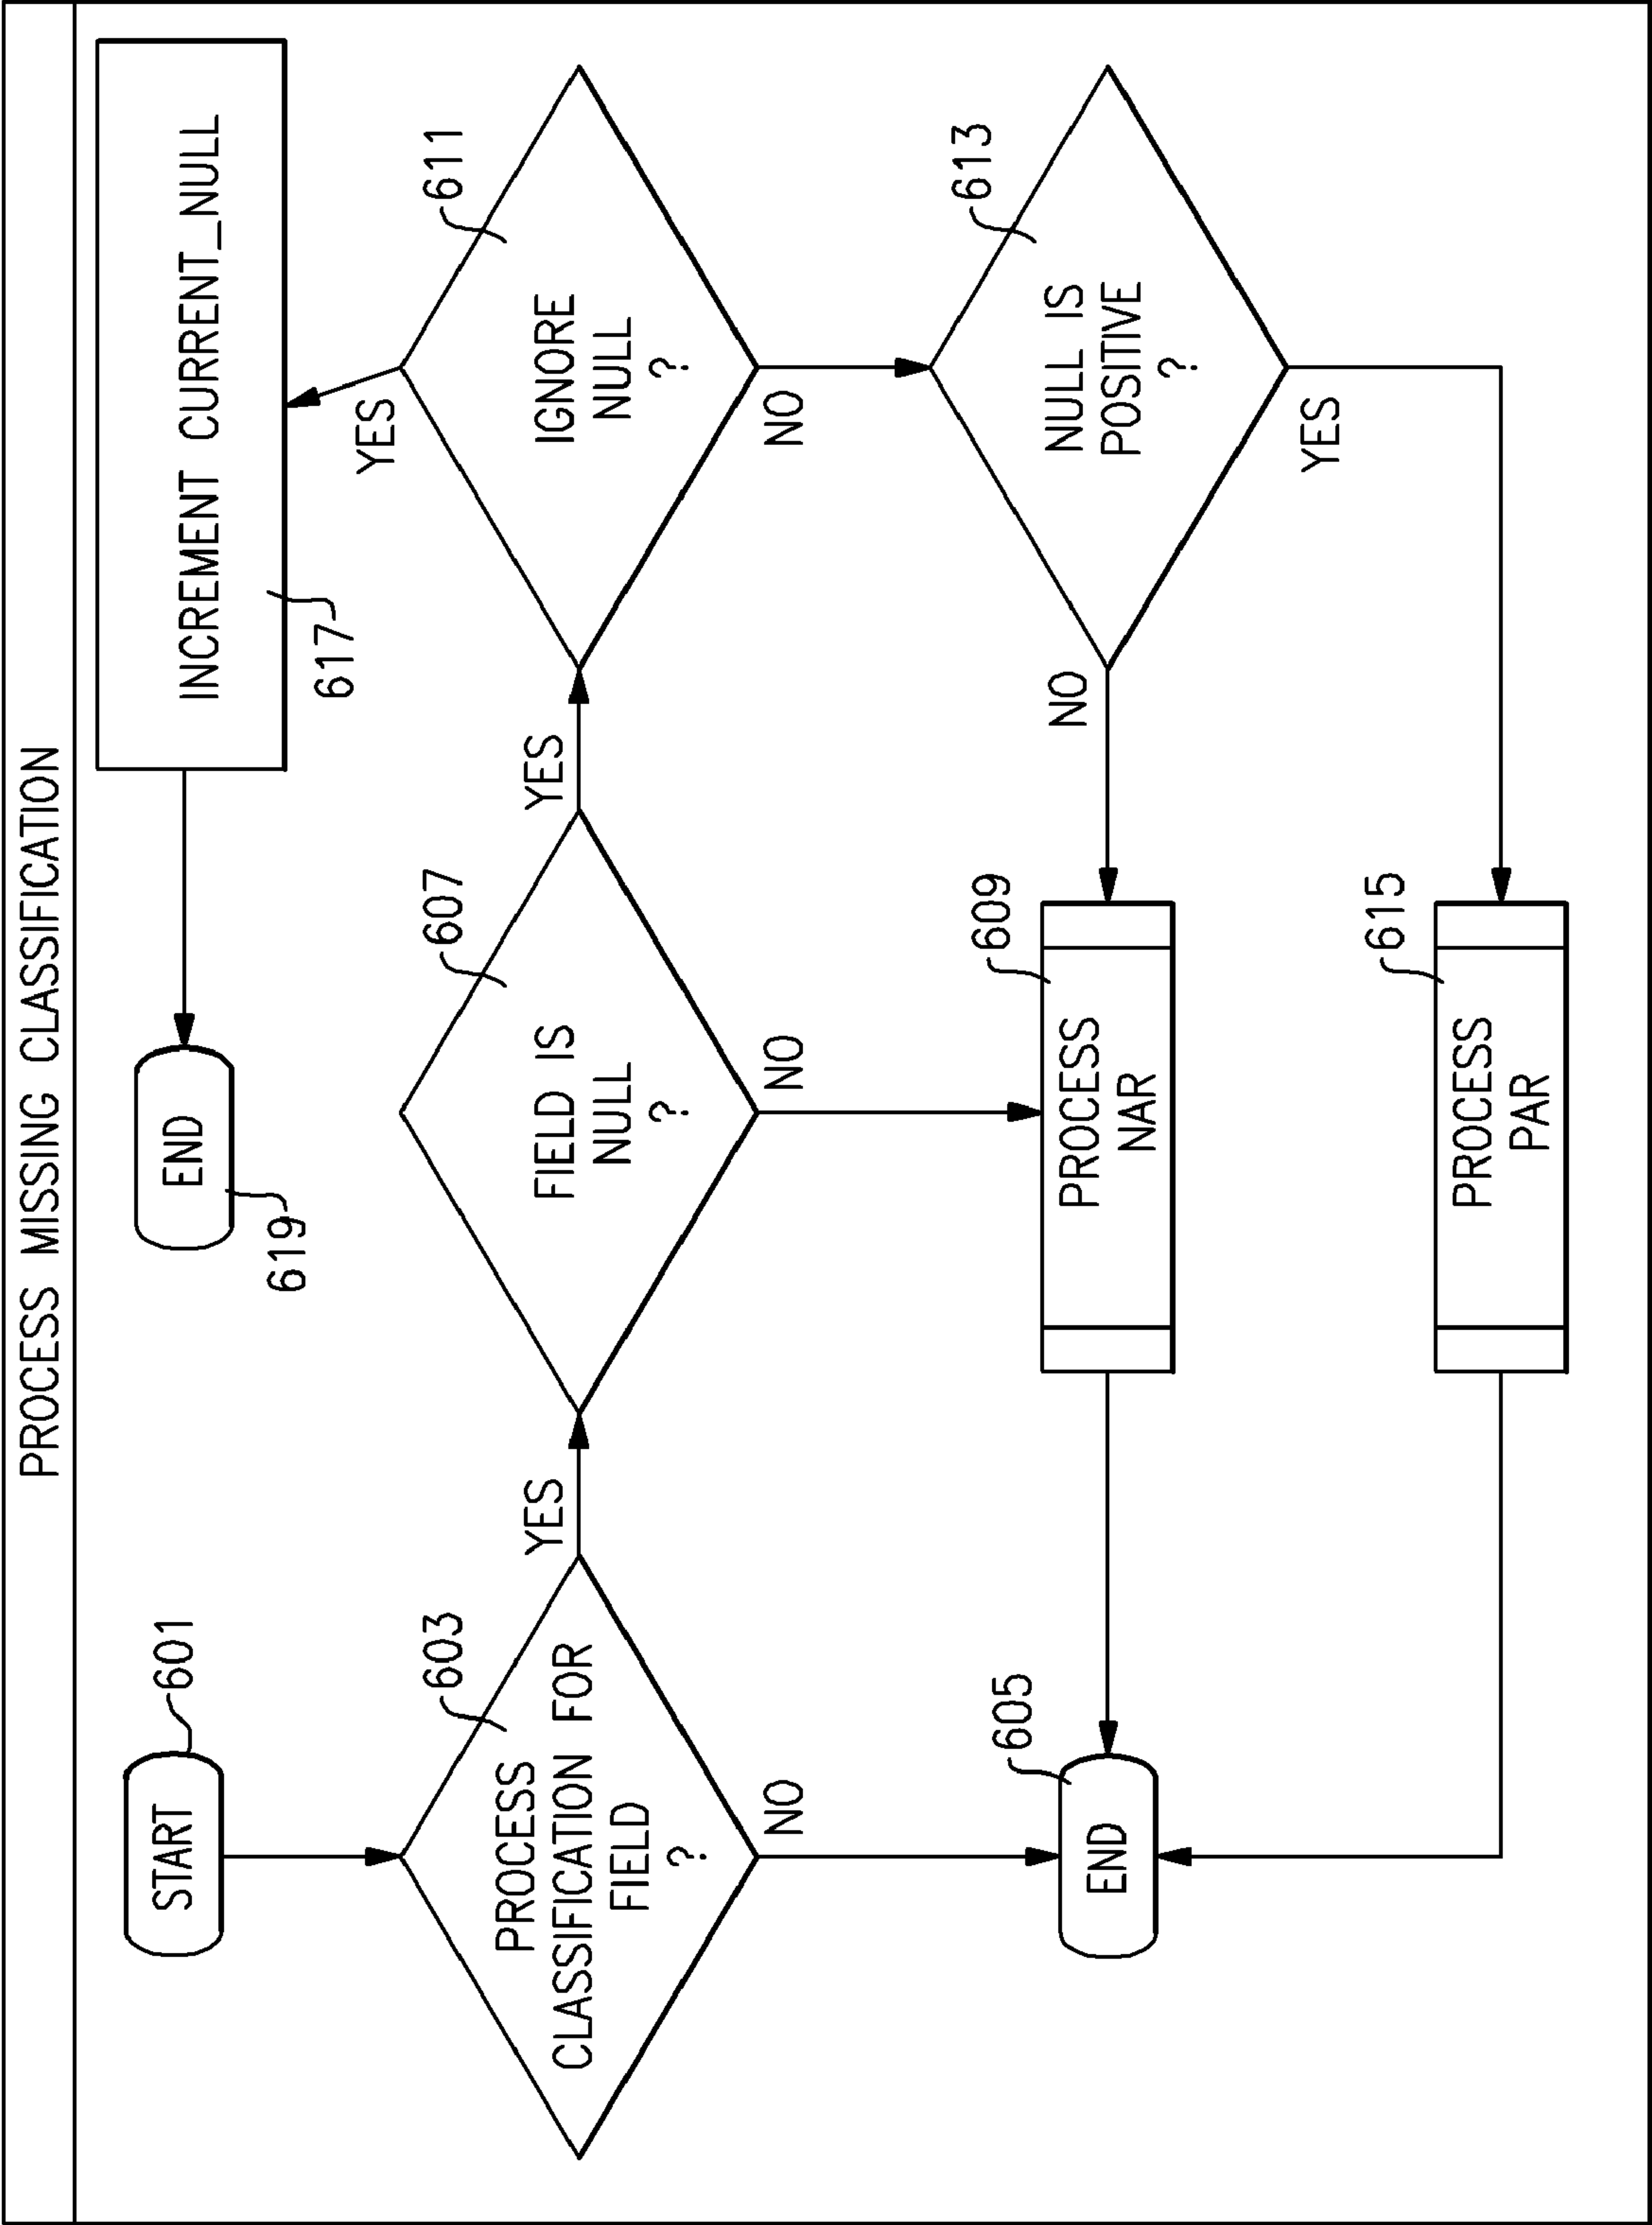 PROCESS MISSING CLASSIFICATION
START
601
END
619
INCREMENT CURRENT_NULL
617
PROCESS
CLASSIFICATION FOR
FIELD
?
603
YES
NO
FIELD IS
NULL
?
607
YES
NO
IGNORE
NULL
?
611
YES
NO
END
605
PROCESS
NAR
609
NO
NULL IS
POSITIVE
?
613
YES
PROCESS
PAR
615